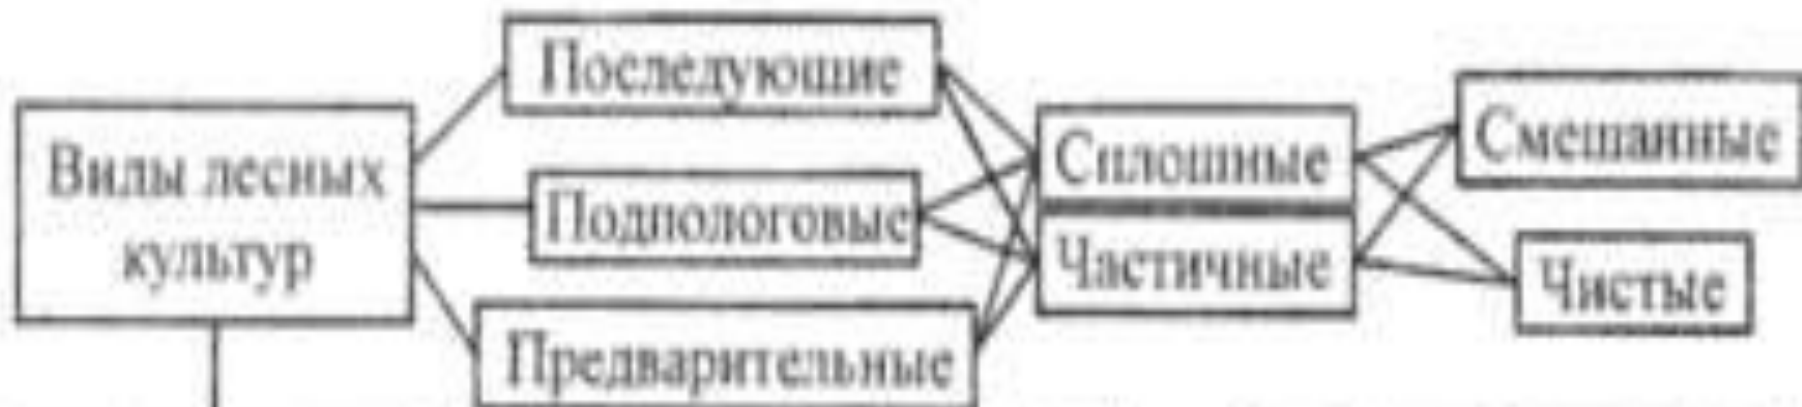 Последующие
Виды лесных
культур
Подпологовые
Предварительные
Сплошные
Частичные
Смешанные
Чистые